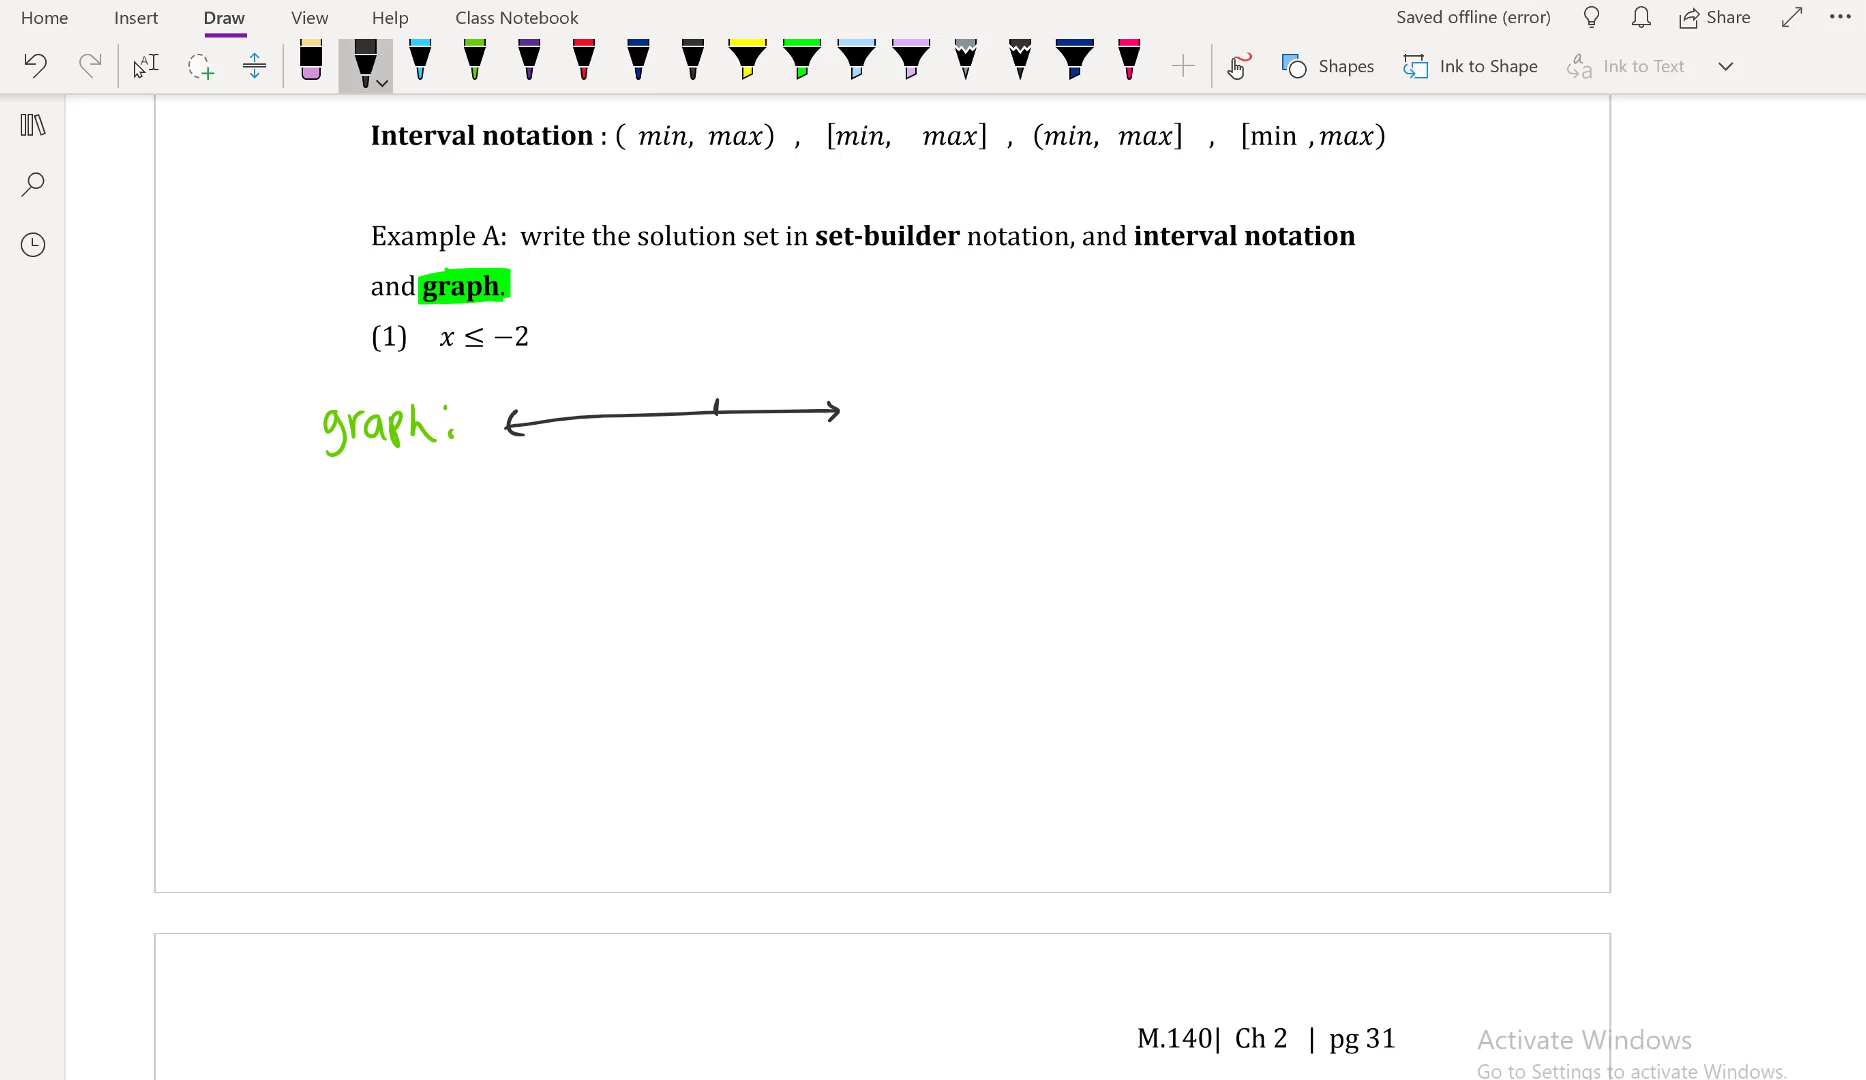 Home Insert Draw View Help Class Notebook Saved offline (error) Share
Shapes Ink to Shape Ink to Text
Interval notation : ( min, max) , [min, max] , (min, max] , [min , max)
Example A: write the solution set in set-builder notation, and interval notation
and graph.
(1) x ≤ −2
graph:
M.140| Ch 2 | pg 31
Activate Windows
Go to Settings to activate Windows.